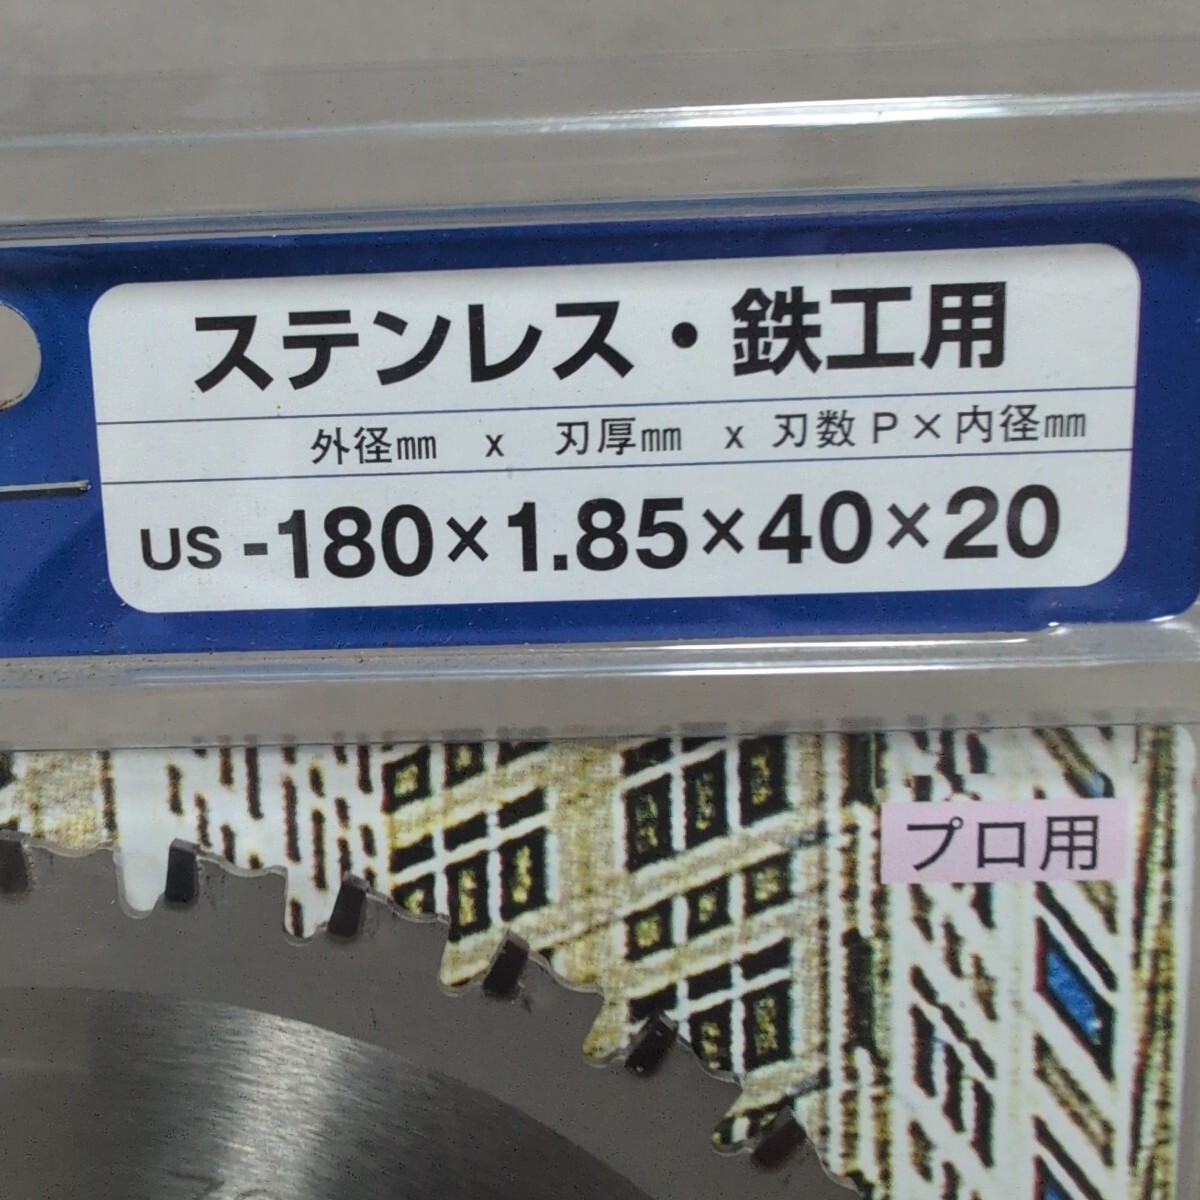 ステンレス・鉄工用
外径㎜ x 刃厚㎜ x 刃数P×内径㎜
US -180×1.85×40×20
プロ用